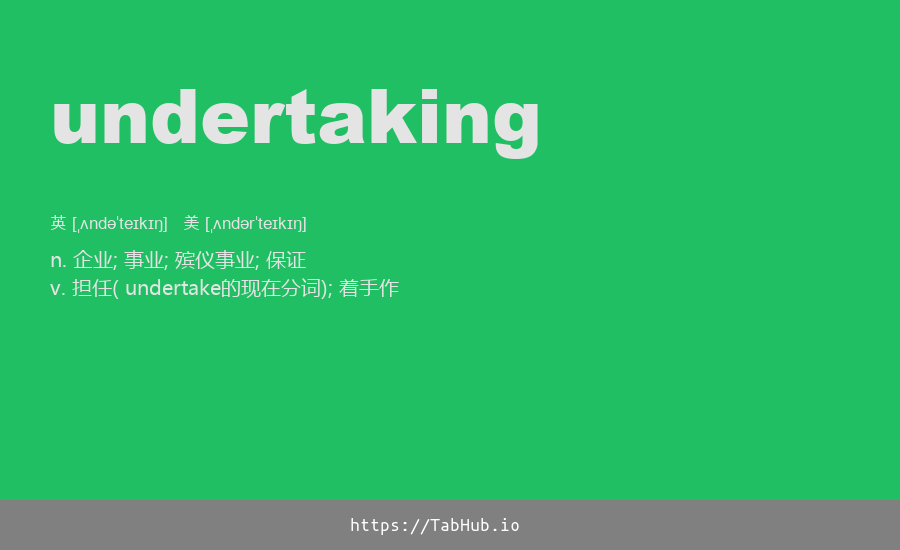 undertaking
英 [ˌʌndəˈteɪkɪŋ] 美 [ˌʌndərˈteɪkɪŋ]
n. 企业; 事业; 殡仪事业; 保证
v. 担任( undertake的现在分词); 着手作
https://TabHub.io